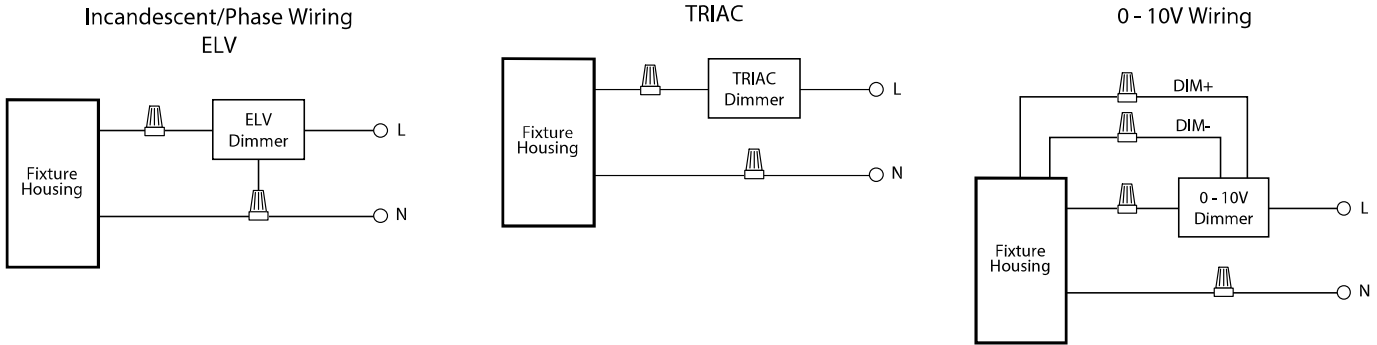 Incandescent/Phase Wiring
ELV
ELV
Dimmer
L
Fixture
Housing
N
TRIAC
TRIAC
Dimmer
L
Fixture
Housing
N
0 - 10V Wiring
DIM+
DIM-
0 - 10V
Dimmer
L
Fixture
Housing
N